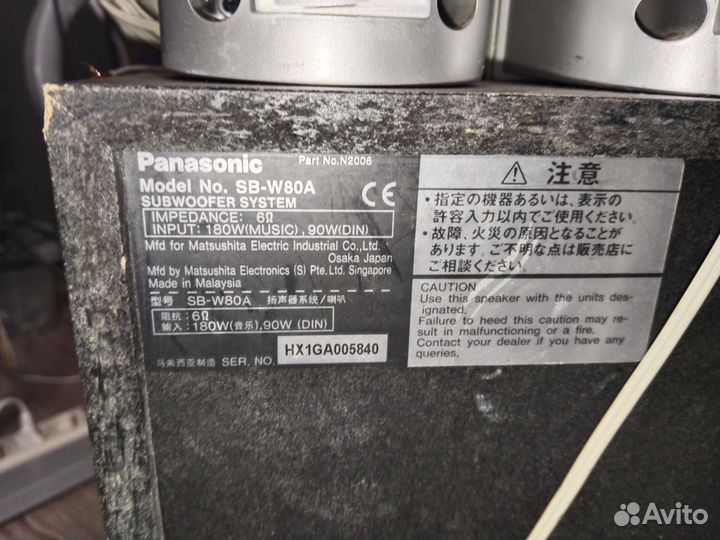 Panasonic Part No.N2006
Model No. SB-W80A
SUBWOOFER SYSTEM
CE
IMPEDANCE: 6Ω
INPUT: 180W(MUSIC), 90W(DIN)
Mfd for Matsushita Electric Industrial Co.,Ltd.
Osaka Japan
Mfd by Matsushita Electronics (S) Pte.Ltd. Singapore
Made in Malaysia
型号 SB-W80A 扬声器系统/喇叭
阻抗: 6Ω
输入: 180W(音乐),90W (DIN)
马来西亚制造 SER. NO. HX1GA005840
⚠ 注意
・指定の機器あるいは、表示の
許容入力以内でご使用ください。
・故障、火災の原因となることが
あります。ご不明な点は販売店に
ご相談ください。
CAUTION
Use this speaker with the units des-
ignated.
Failure to heed this caution may re-
sult in malfunctioning or a fire.
Contact your dealer if you have any
queries.
Avito